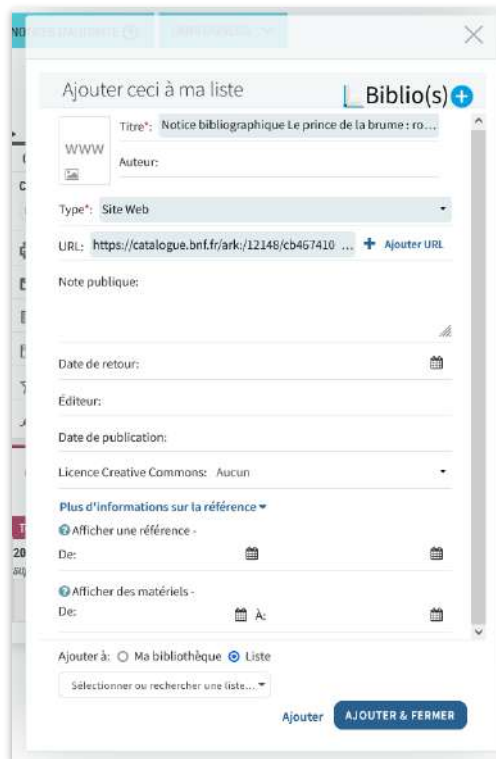 Ajouter ceci à ma liste
Biblio(s)+
Titre*: Notice bibliographique Le prince de la brume : ro...
www
Auteur:
Type*: Site Web
URL: https://catalogue.bnf.fr/ark:/12148/cb467410 ... + Ajouter URL
Note publique:
Date de retour:
Éditeur:
Date de publication:
Licence Creative Commons: Aucun
Plus d'informations sur la référence
Afficher une référence -
De:
Afficher des matériels -
De: À:
Ajouter à: Ma bibliothèque Liste
Sélectionner ou rechercher une liste...
Ajouter AJOUTER & FERMER